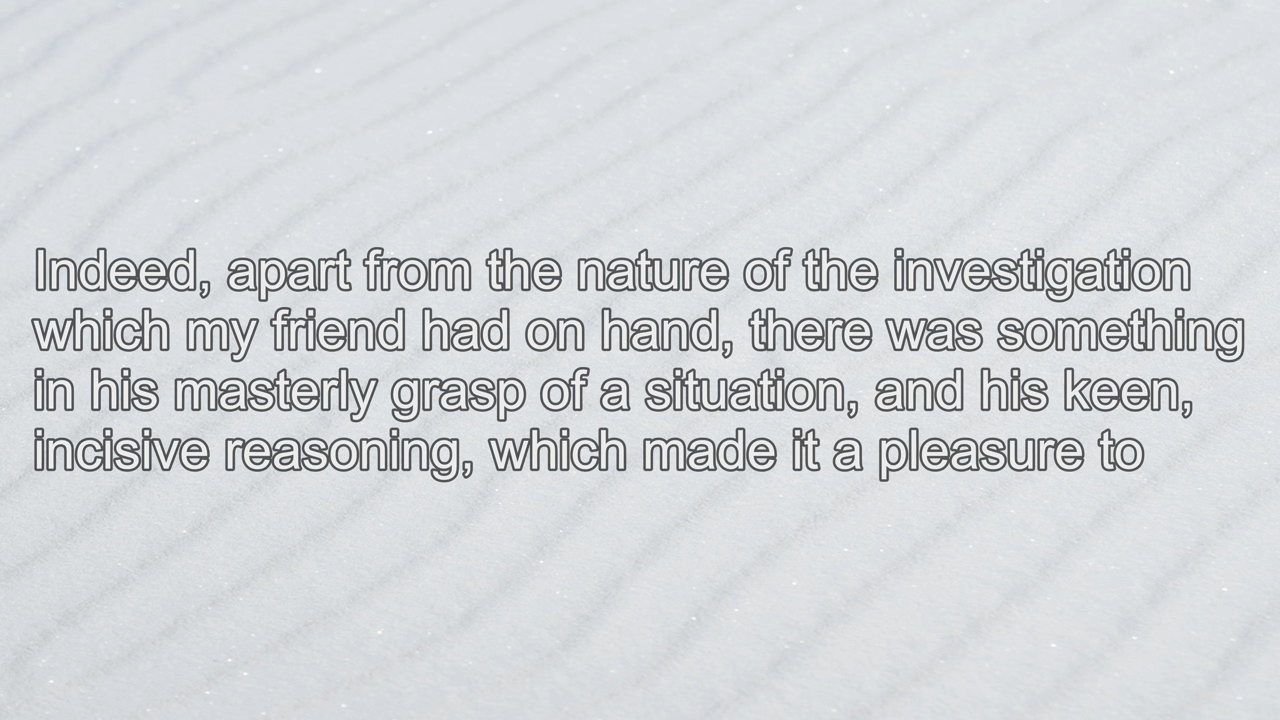 Indeed, apart from the nature of the investigation
which my friend had on hand, there was something
in his masterly grasp of a situation, and his keen,
incisive reasoning, which made it a pleasure to